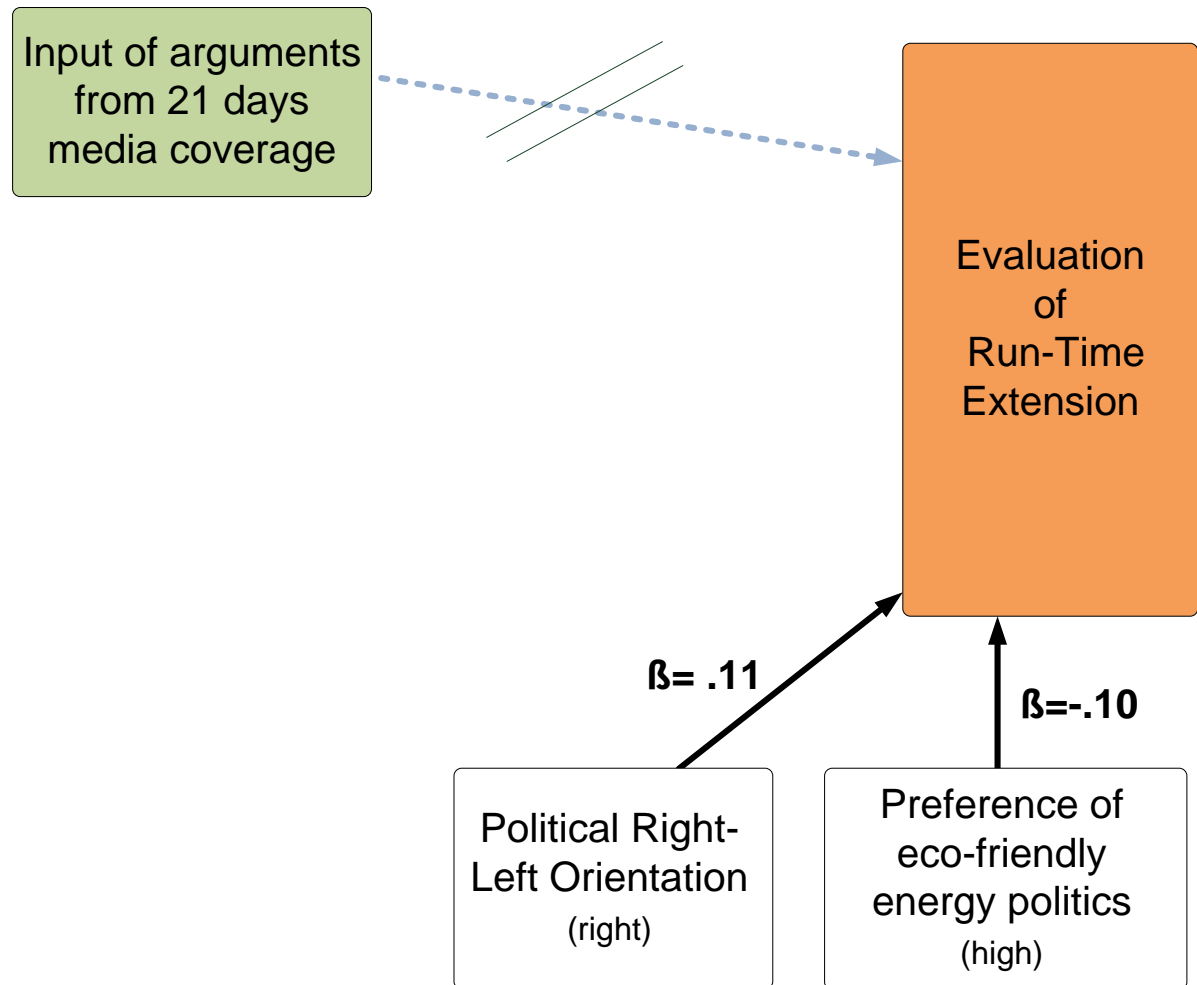 Input of arguments
from 21 days
media coverage
Evaluation
of
Run-Time
Extension
ß= .11
ß=-.10
Political Right-
Left Orientation
(right)
Preference of
eco-friendly
energy politics
(high)